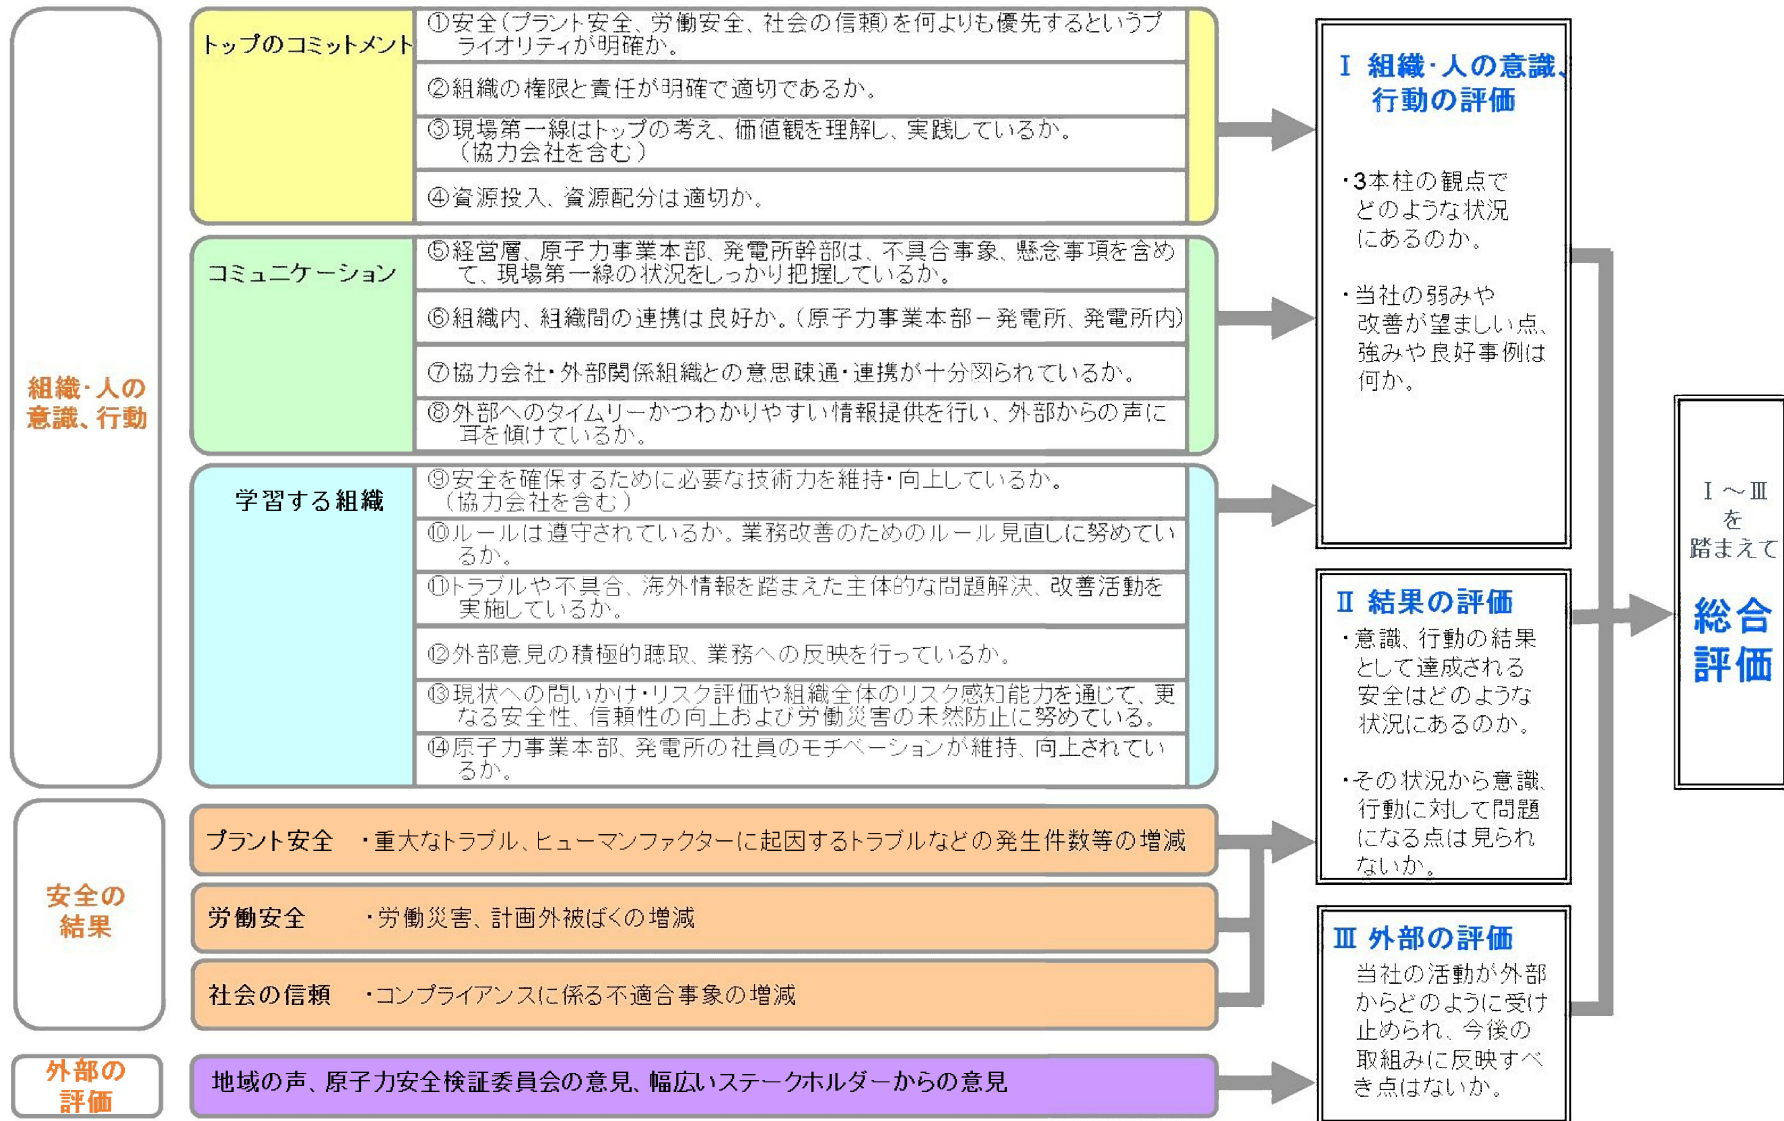 組織･人の
意識、行動
トップのコミットメント
①安全(プラント安全、労働安全、社会の信頼)を何よりも優先するというプ
ライオリティが明確か。
②組織の権限と責任が明確で適切であるか。
③現場第一線はトップの考え、価値観を理解し、実践しているか。
(協力会社を含む)
④資源投入、資源配分は適切か。
コミュニケーション
⑤経営層、原子力事業本部、発電所幹部は、不具合事象、懸念事項を含め
て、現場第一線の状況をしっかり把握しているか。
⑥組織内、組織間の連携は良好か。(原子力事業本部－発電所、発電所内)
⑦協力会社･外部関係組織との意思疎通･連携が十分図られているか。
⑧外部へのタイムリーかつわかりやすい情報提供を行い、外部からの声に
耳を傾けているか。
学習する組織
⑨安全を確保するために必要な技術力を維持･向上しているか。
(協力会社を含む)
⑩ルールは遵守されているか。業務改善のためのルール見直しに努めてい
るか。
⑪トラブルや不具合、海外情報を踏まえた主体的な問題解決、改善活動を
実施しているか。
⑫外部意見の積極的聴取、業務への反映を行っているか。
⑬現状への問いかけ･リスク評価や組織全体のリスク感知能力を通じて、更
なる安全性、信頼性の向上および労働災害の未然防止に努めている。
⑭原子力事業本部、発電所の社員のモチベーションが維持、向上されてい
るか。
安全の
結果
プラント安全 ･重大なトラブル、ヒューマンファクターに起因するトラブルなどの発生件数等の増減
労働安全 ･労働災害、計画外被ばくの増減
社会の信頼 ･コンプライアンスに係る不適合事象の増減
外部の
評価
地域の声、原子力安全検証委員会の意見、幅広いステークホルダーからの意見
Ⅰ 組織･人の意識、
行動の評価
･3本柱の観点で
どのような状況
にあるのか。
･当社の弱みや
改善が望ましい点、
強みや良好事例は
何か。
Ⅱ 結果の評価
･意識、行動の結果
として達成される
安全はどのような
状況にあるのか。
･その状況から意識、
行動に対して問題
になる点は見られ
ないか。
Ⅲ 外部の評価
当社の活動が外部
からどのように受け
止められ、今後の
取組みに反映すべ
き点はないか。
Ⅰ～Ⅲ
を
踏まえて
総合
評価